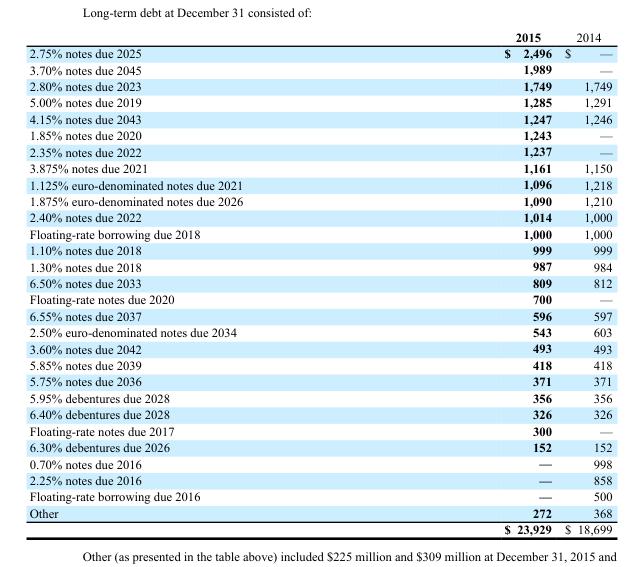 Long-term debt at December 31 consisted of:
2015 2014
2.75% notes due 2025 $ 2,496 $ —
3.70% notes due 2045 1,989 —
2.80% notes due 2023 1,749 1,749
5.00% notes due 2019 1,285 1,291
4.15% notes due 2043 1,247 1,246
1.85% notes due 2020 1,243 —
2.35% notes due 2022 1,237 —
3.875% notes due 2021 1,161 1,150
1.125% euro-denominated notes due 2021 1,096 1,218
1.875% euro-denominated notes due 2026 1,090 1,210
2.40% notes due 2022 1,014 1,000
Floating-rate borrowing due 2018 1,000 1,000
1.10% notes due 2018 999 999
1.30% notes due 2018 987 984
6.50% notes due 2033 809 812
Floating-rate notes due 2020 700 —
6.55% notes due 2037 596 597
2.50% euro-denominated notes due 2034 543 603
3.60% notes due 2042 493 493
5.85% notes due 2039 418 418
5.75% notes due 2036 371 371
5.95% debentures due 2028 356 356
6.40% debentures due 2028 326 326
Floating-rate notes due 2017 300 —
6.30% debentures due 2026 152 152
0.70% notes due 2016 — 998
2.25% notes due 2016 — 858
Floating-rate borrowing due 2016 — 500
Other 272 368
$ 23,929 $ 18,699
Other (as presented in the table above) included $225 million and $309 million at December 31, 2015 and